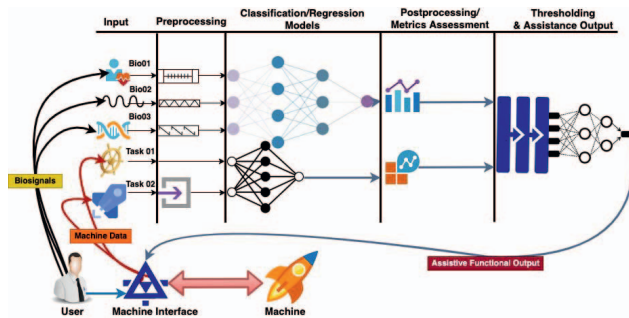 Input
Preprocessing
Classification/Regression
Models
Postprocessing/
Metrics Assessment
Thresholding
& Assistance Output
Bio01
Bio02
Bio03
Task 01
Task 02
Biosignals
Machine Data
Assistive Functional Output
User
Machine Interface
Machine